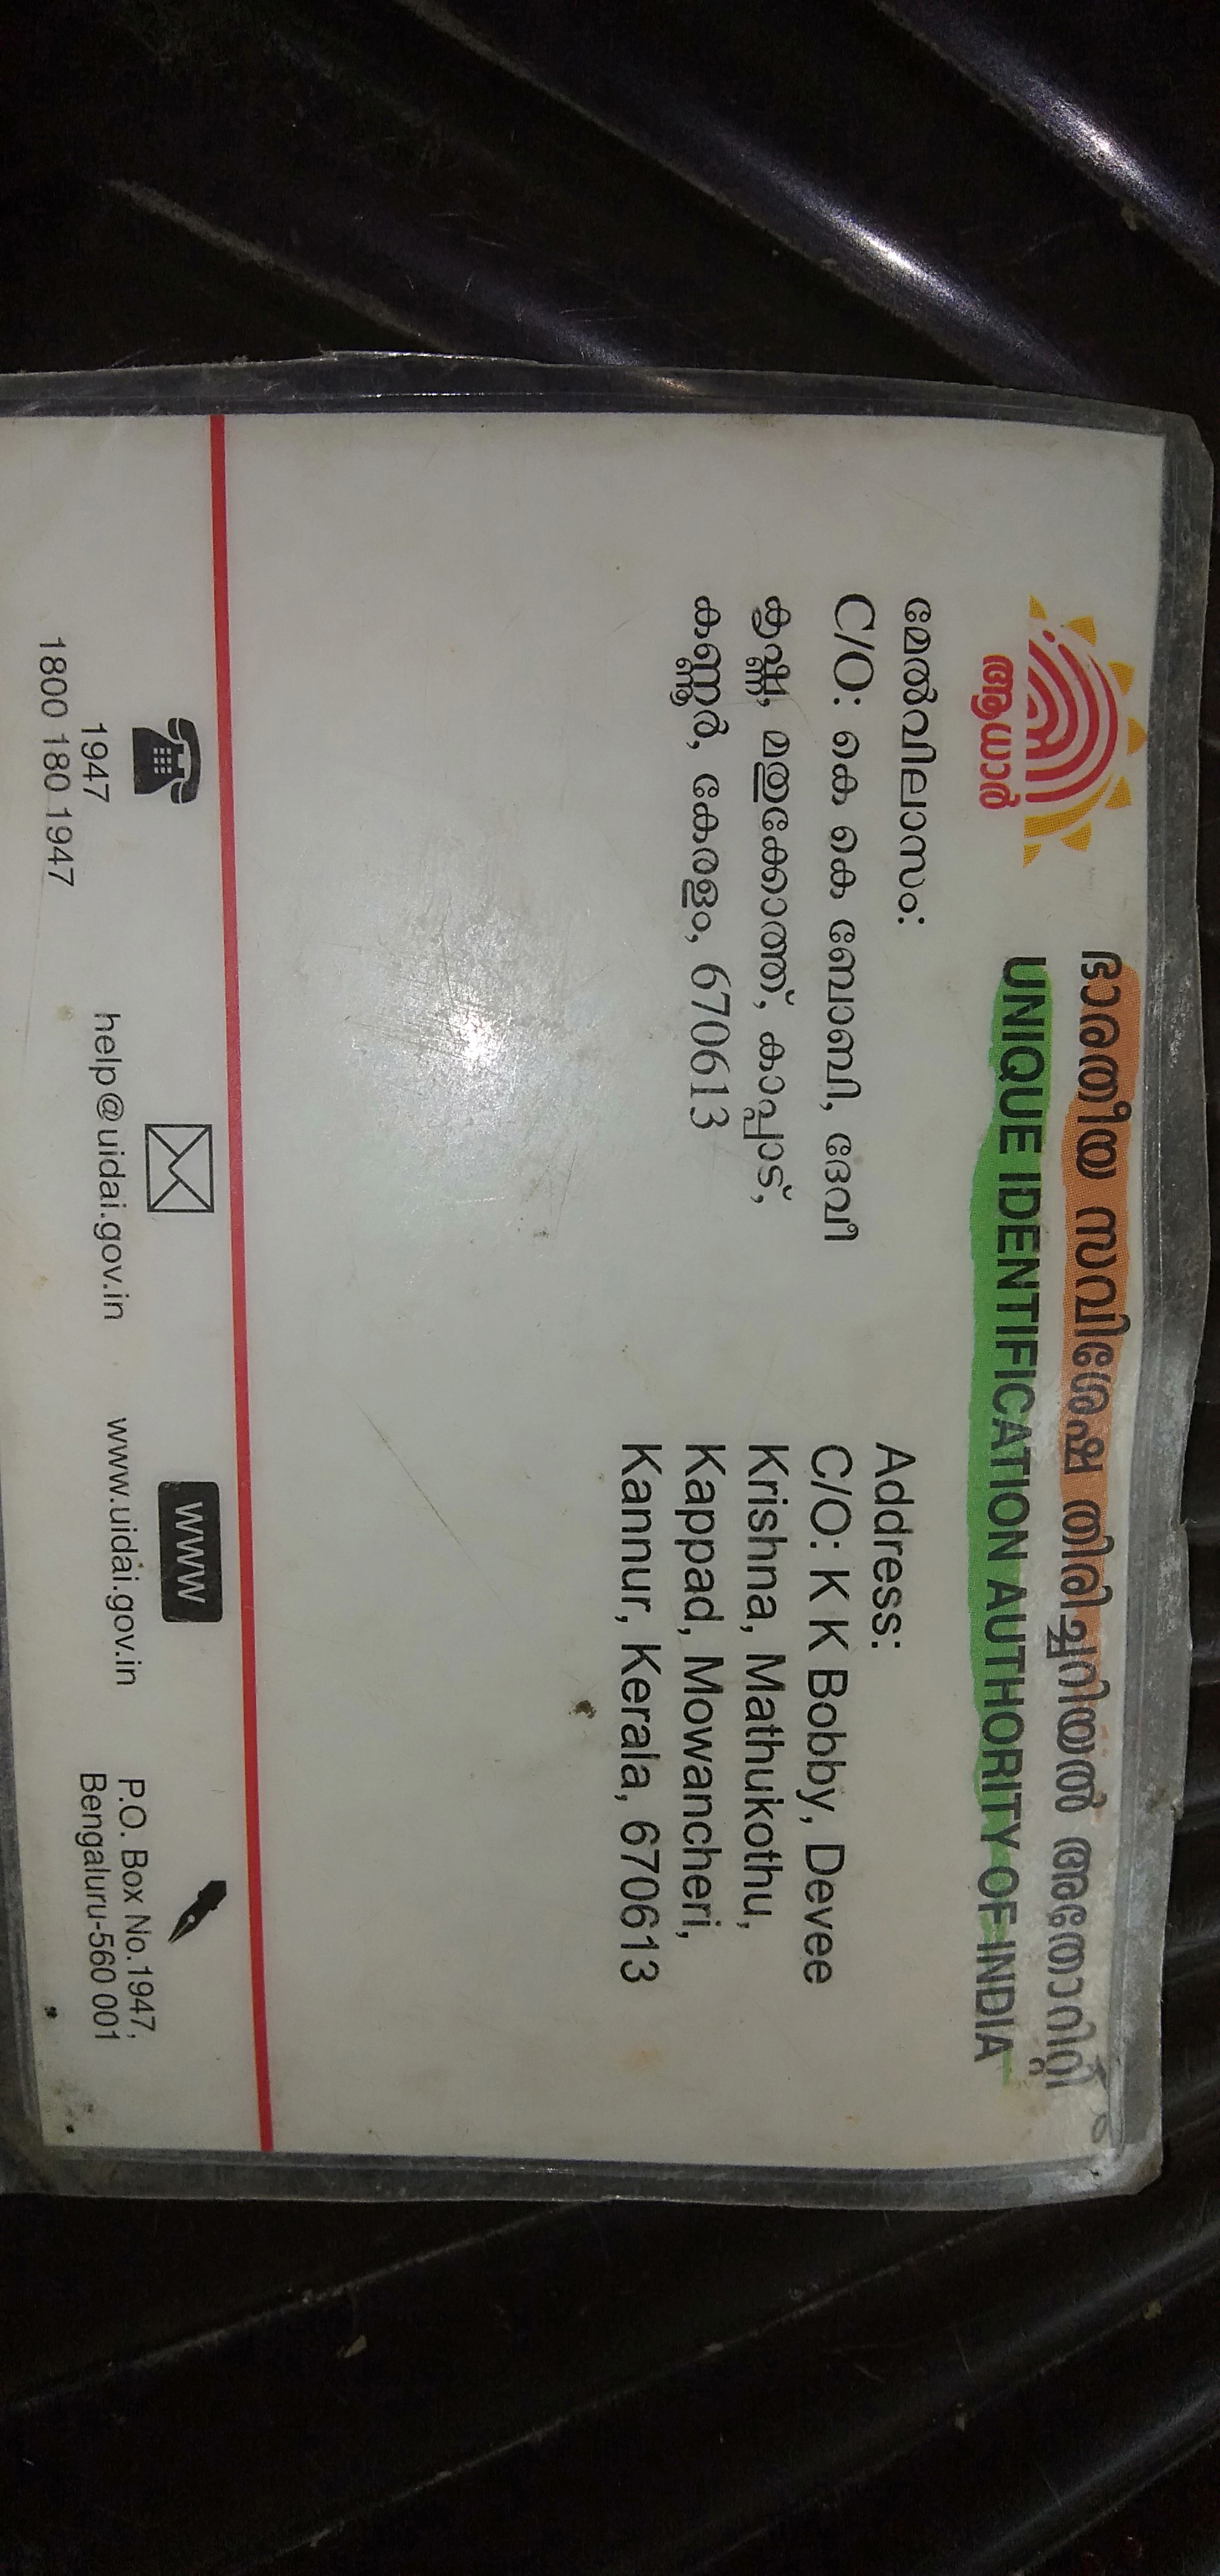 ഭാരതീയ സവിശേഷ തിരിച്ചറിയൽ അതോറിറ്റി
UNIQUE IDENTIFICATION AUTHORITY OF INDIA
ആധാർ
മേൽവിലാസം:
C/O: കെ കെ ബോബി, ദേവീ
കൃഷ്ണ, മതുക്കോത്ത്, കാപ്പാട്,
കണ്ണൂർ, കേരളം, 670613
Address:
C/O: K K Bobby, Devee
Krishna, Mathukothu,
Kappad, Mowancheri,
Kannur, Kerala, 670613
1947
1800 180 1947
help@uidai.gov.in
WWW
www.uidai.gov.in
P.O. Box No.1947,
Bengaluru-560 001